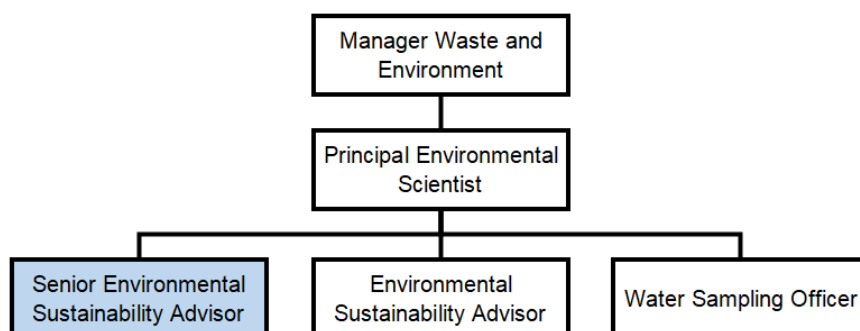 Manager Waste and
Environment
Principal Environmental
Scientist
Senior Environmental
Sustainability Advisor
Environmental
Sustainability Advisor
Water Sampling Officer